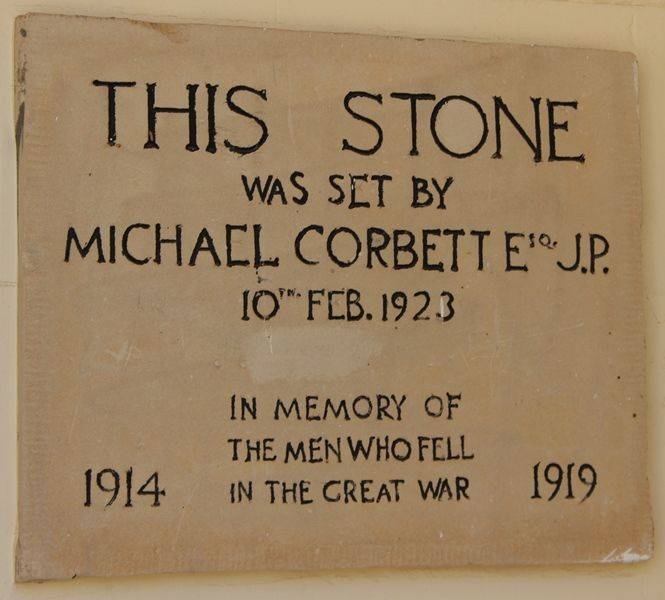 THIS STONE
WAS SET BY
MICHAEL CORBETT Esq. J.P.
10TH. FEB. 1923
IN MEMORY OF
THE MEN WHO FELL
1914 IN THE GREAT WAR 1919